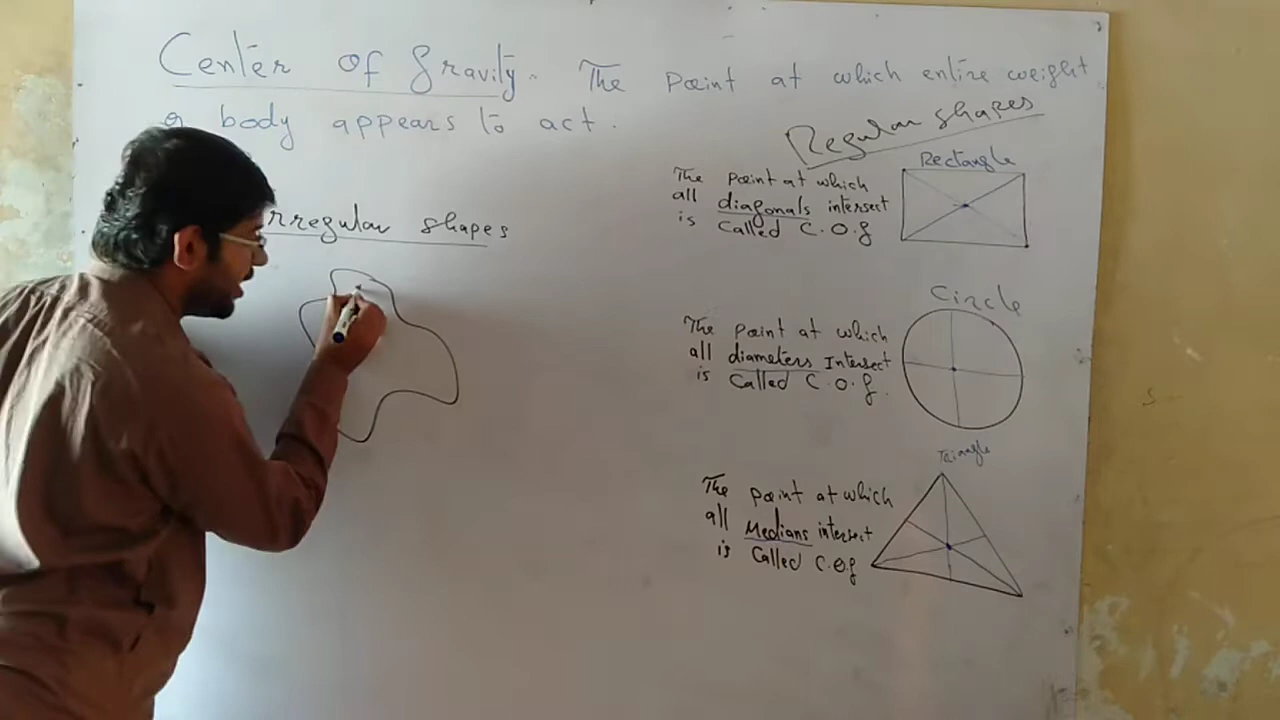 Center of gravity. The point at which entire weight
of body appears to act.
Irregular shapes
Regular shapes
Rectangle
The point at which
all diagonals intersect
is called C.O.g
Circle
The point at which
all diameters Intersect
is called C.O.g.
Triangle
The point at which
all Medians intersect
is called C.O.g